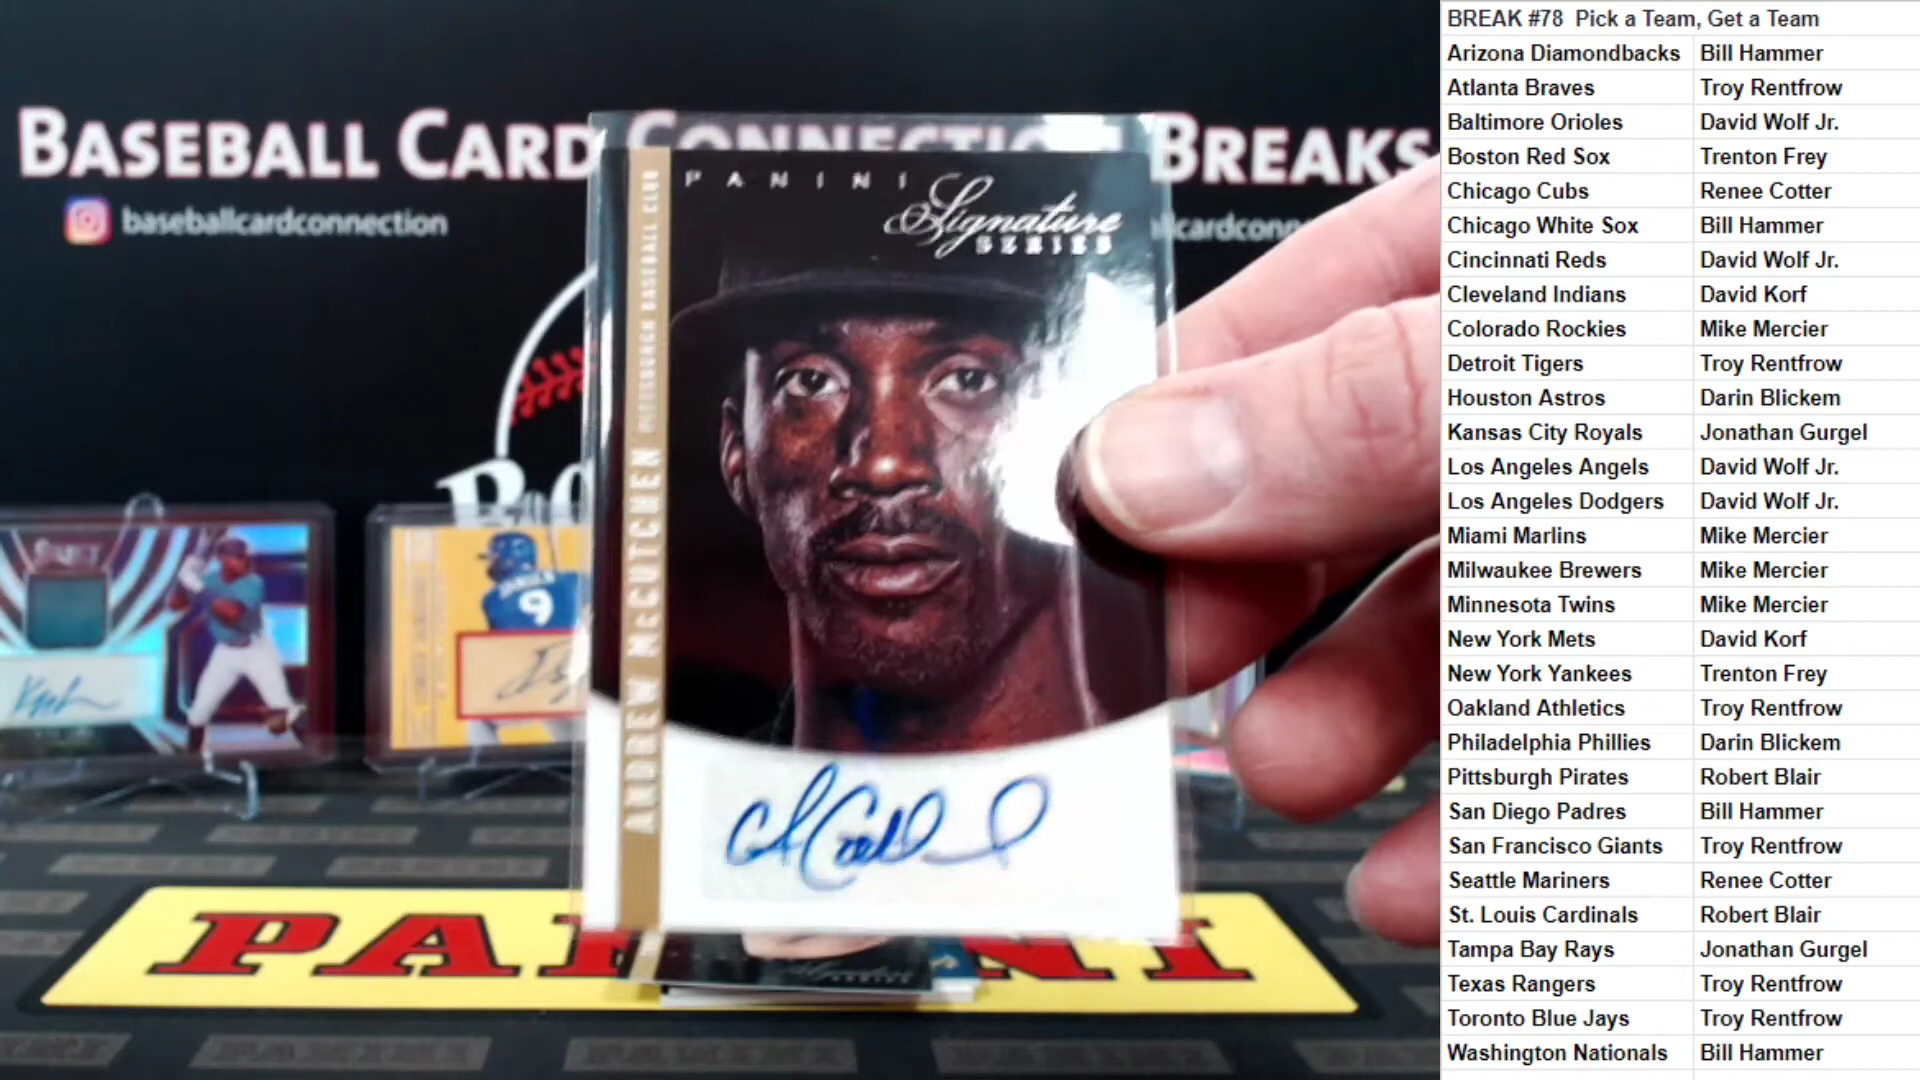 BASEBALL CARD CONNECTION BREAKS
baseballcardconnection
PANINI
Signature
SERIES
ANDREW McCUTCHEN PITTSBURGH BASEBALL CLUB
9
PANINI
BREAK #78 Pick a Team, Get a Team
Arizona Diamondbacks Bill Hammer
Atlanta Braves Troy Rentfrow
Baltimore Orioles David Wolf Jr.
Boston Red Sox Trenton Frey
Chicago Cubs Renee Cotter
Chicago White Sox Bill Hammer
Cincinnati Reds David Wolf Jr.
Cleveland Indians David Korf
Colorado Rockies Mike Mercier
Detroit Tigers Troy Rentfrow
Houston Astros Darin Blickem
Kansas City Royals Jonathan Gurgel
Los Angeles Angels David Wolf Jr.
Los Angeles Dodgers David Wolf Jr.
Miami Marlins Mike Mercier
Milwaukee Brewers Mike Mercier
Minnesota Twins Mike Mercier
New York Mets David Korf
New York Yankees Trenton Frey
Oakland Athletics Troy Rentfrow
Philadelphia Phillies Darin Blickem
Pittsburgh Pirates Robert Blair
San Diego Padres Bill Hammer
San Francisco Giants Troy Rentfrow
Seattle Mariners Renee Cotter
St. Louis Cardinals Robert Blair
Tampa Bay Rays Jonathan Gurgel
Texas Rangers Troy Rentfrow
Toronto Blue Jays Troy Rentfrow
Washington Nationals Bill Hammer